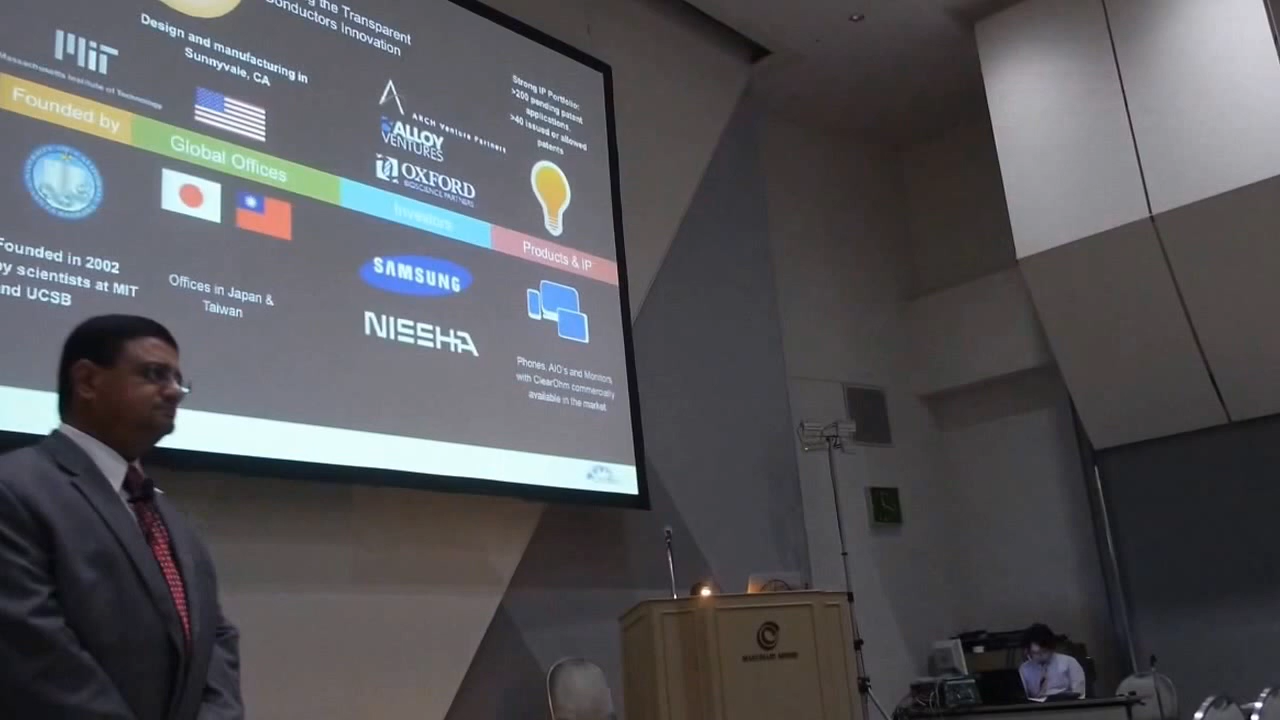 g the Transparent
onductors Innovation
MIT
Massachusetts Institute of Technology
Design and manufacturing in
Sunnyvale, CA
ARCH Venture Partners
ALLOY
VENTURES
OXFORD
BIOSCIENCE PARTNERS
Strong IP Portfolio:
>200 pending patent
applications,
>40 issued or allowed
patents
Founded by
Global Offices
Investors
Products & IP
Founded in 2002
by scientists at MIT
and UCSB
Offices in Japan &
Taiwan
SAMSUNG
NISSHA
Phones, AIO's and Monitors
with ClearOhm commercially
available in the market.